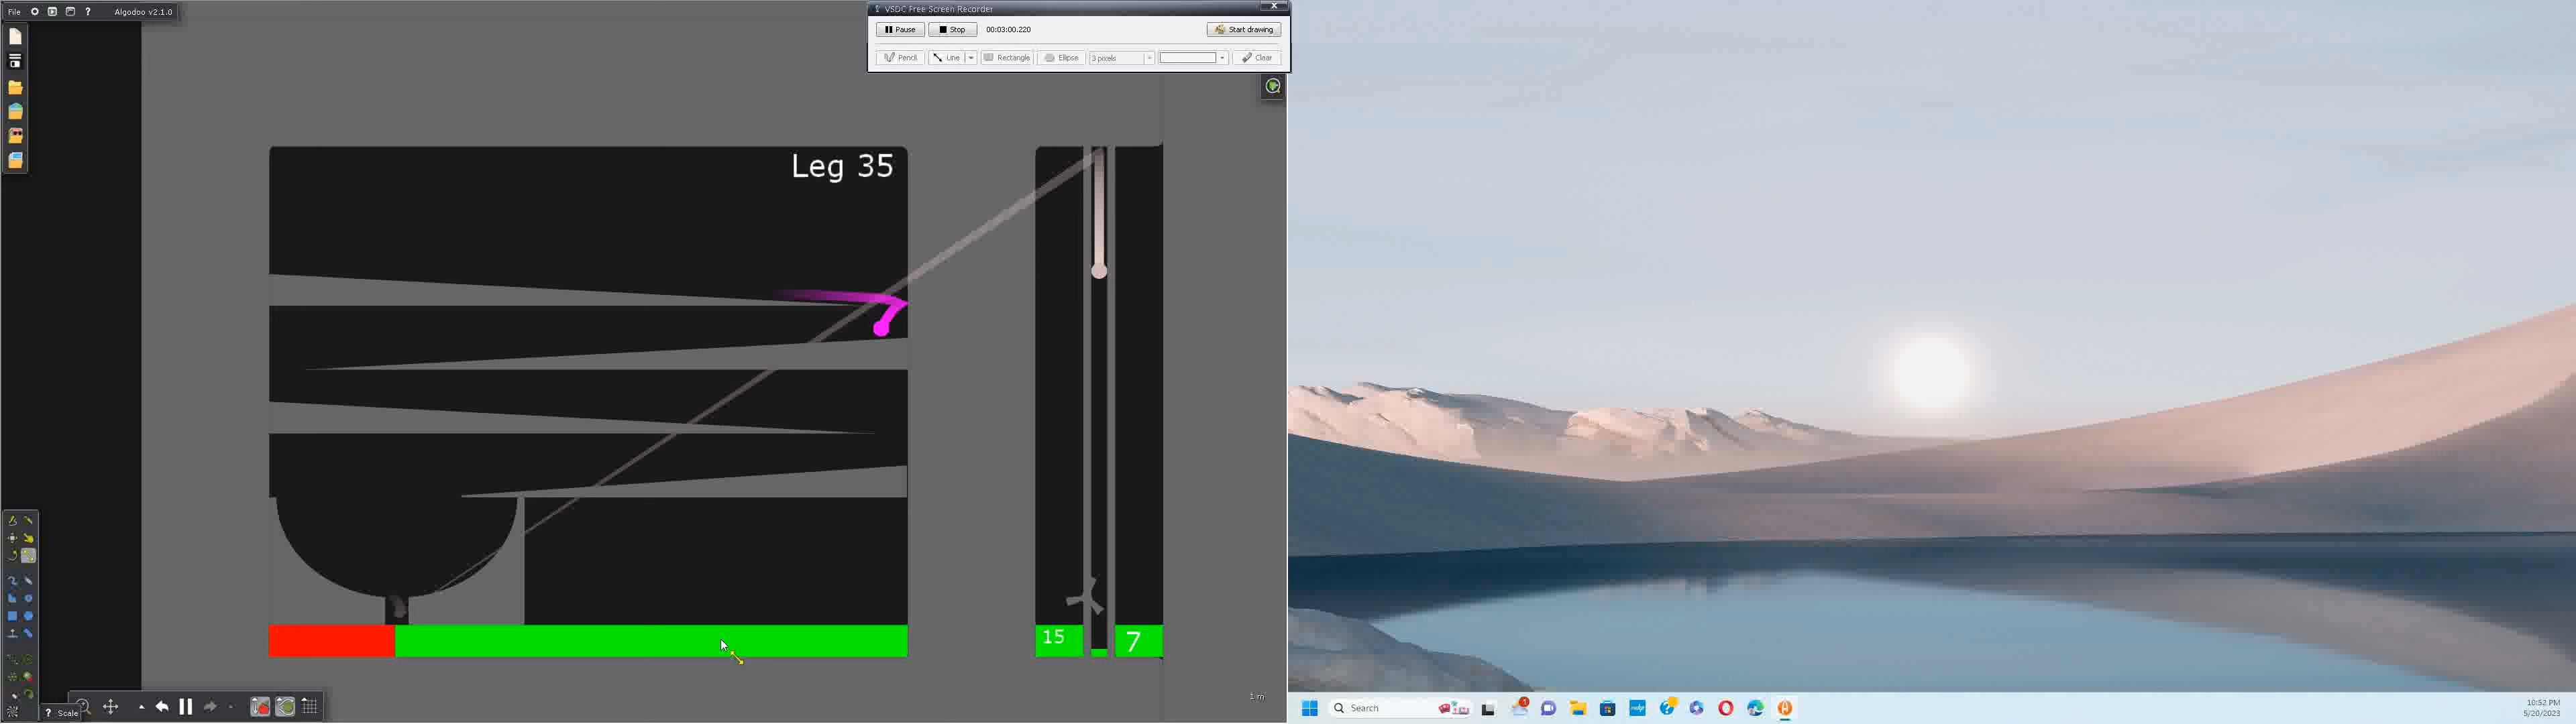 File ? Algodoo v2.1.0
VSDC Free Screen Recorder
Pause Stop 00:03:00.220 Start drawing
Pencil Line Rectangle Ellipse 3 pixels Clear
Leg 35
15 7
1 m
? Scale
Search
10:52 PM
5/20/2023